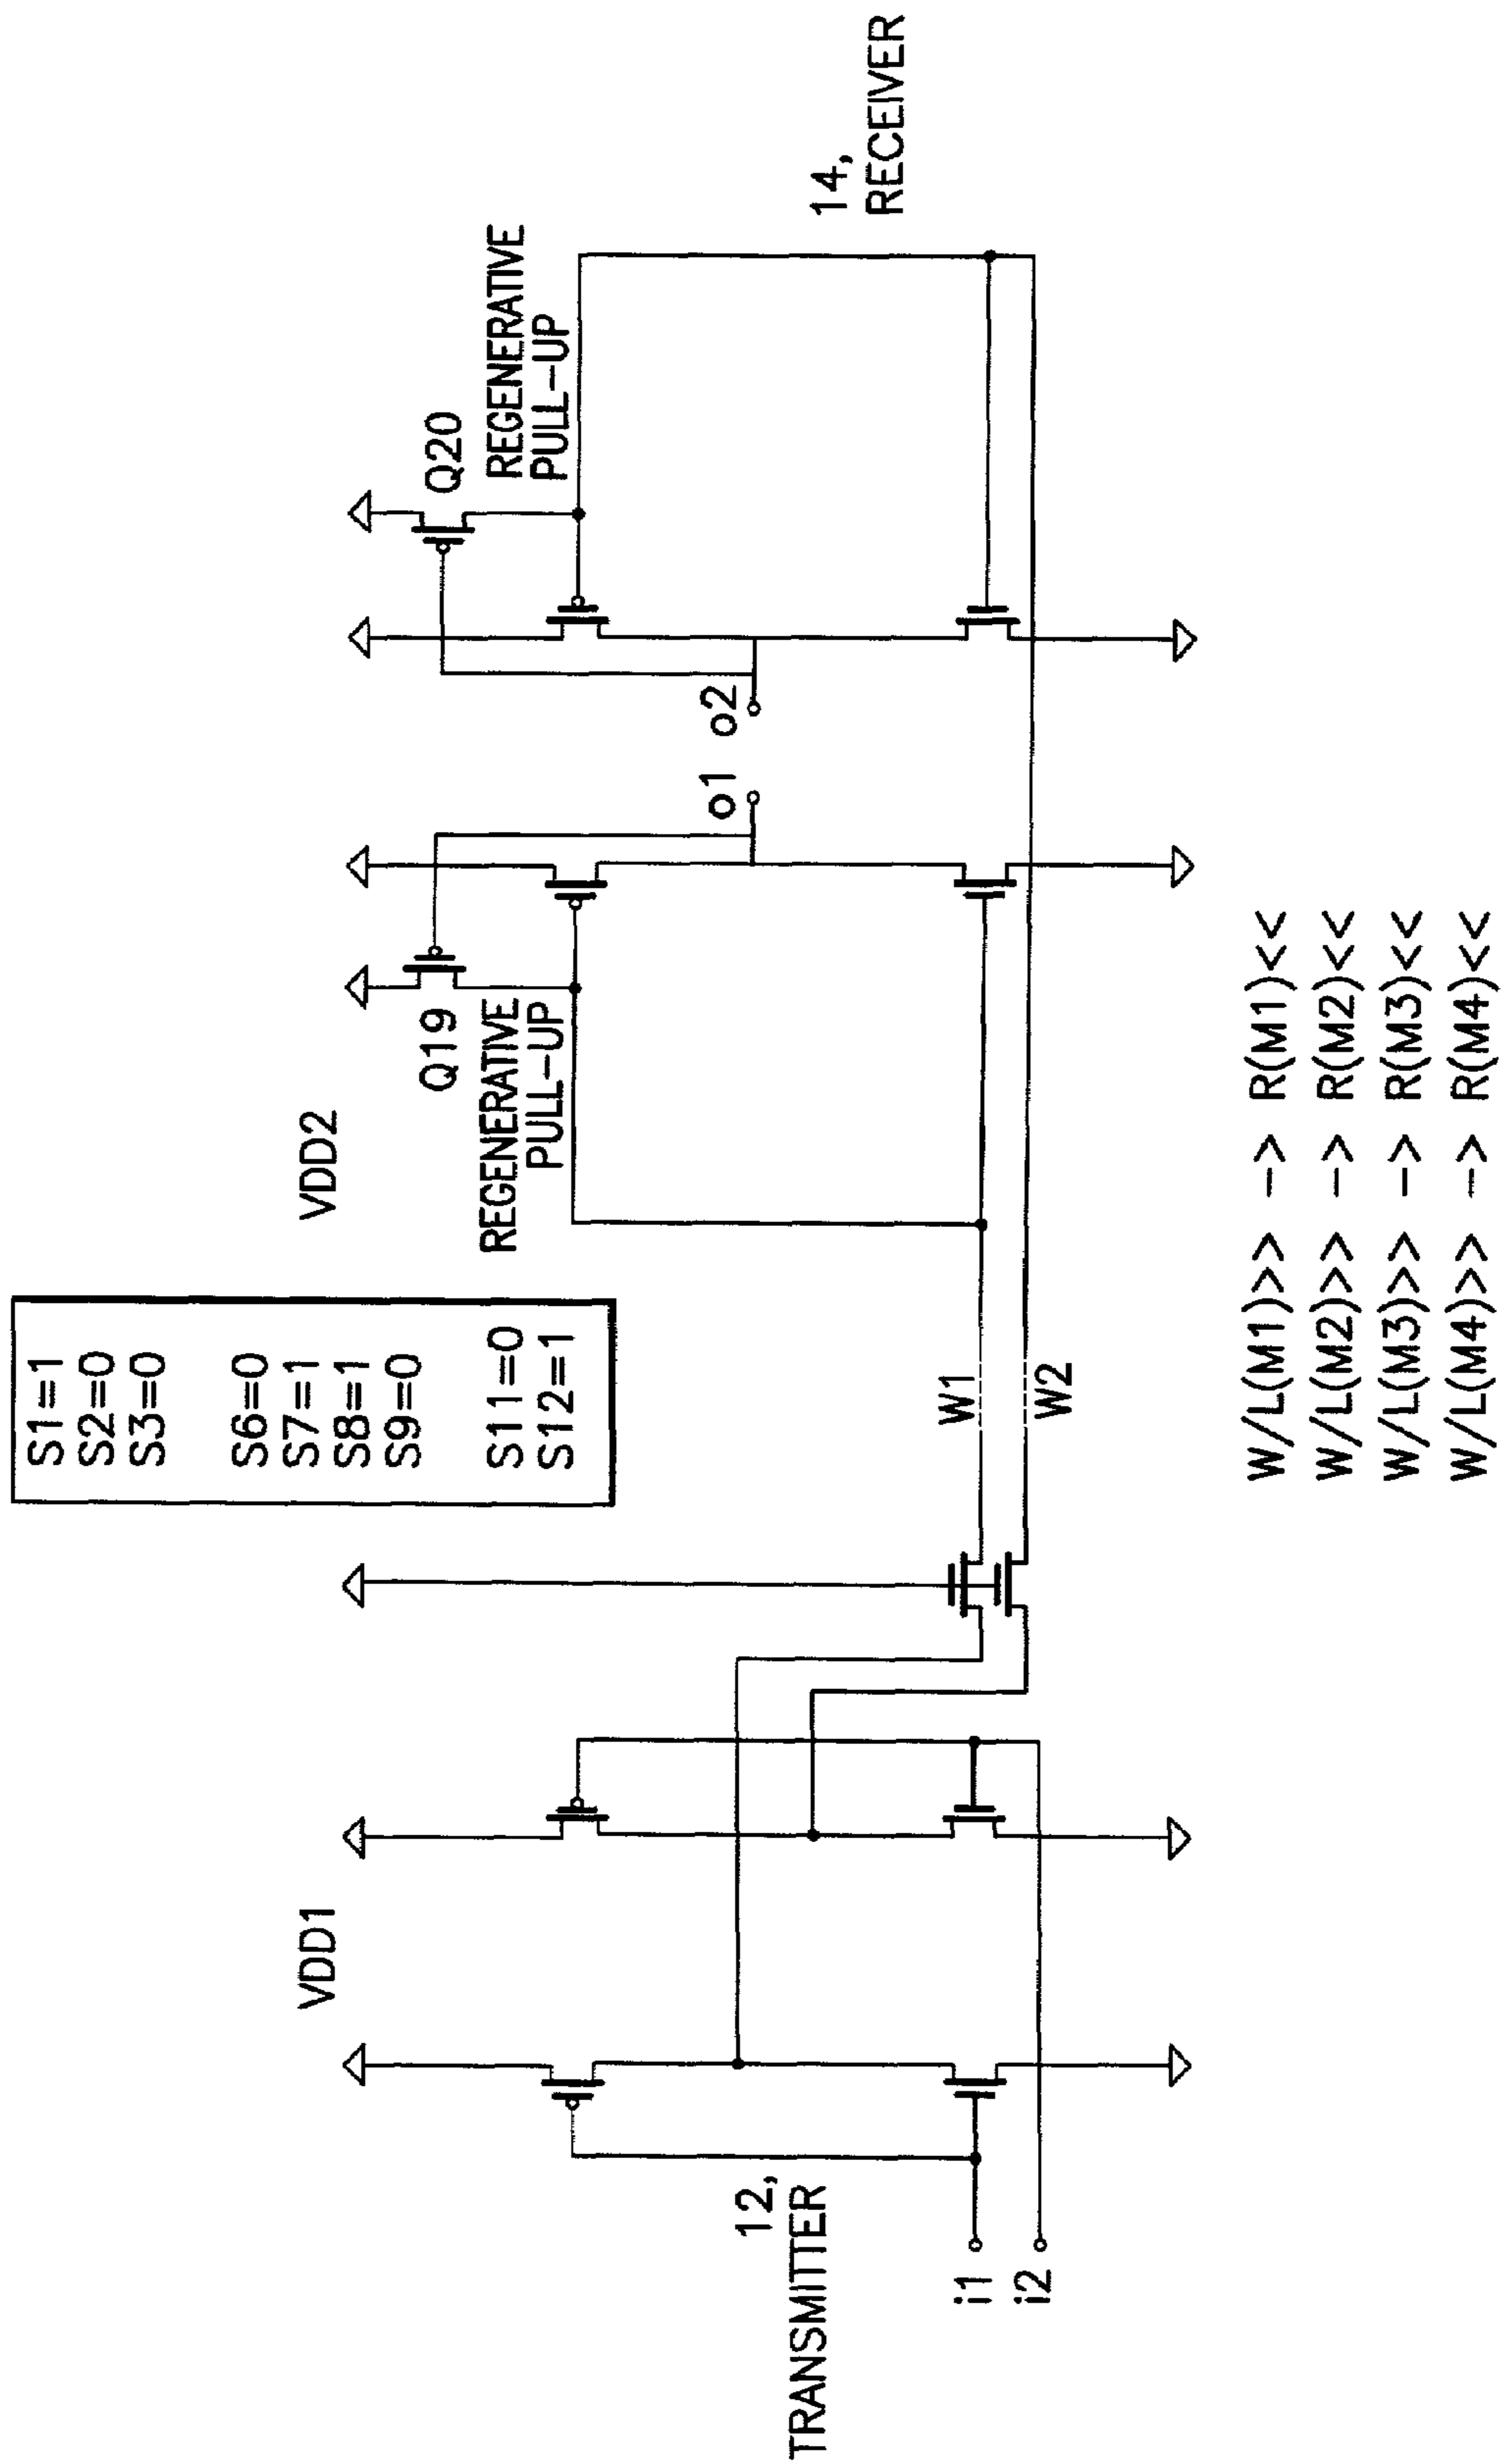 S1=1
S2=0
S3=0
S6=0
S7=1
S8=1
S9=0
S11=0
S12=1
VDD1
VDD2
Q19
REGENERATIVE
PULL-UP
Q20
REGENERATIVE
PULL-UP
o1
o2
12,
TRANSMITTER
14,
RECEIVER
i1
i2
W1
W2
W/L(M1)>> -> R(M1)<<
W/L(M2)>> -> R(M2)<<
W/L(M3)>> -> R(M3)<<
W/L(M4)>> -> R(M4)<<